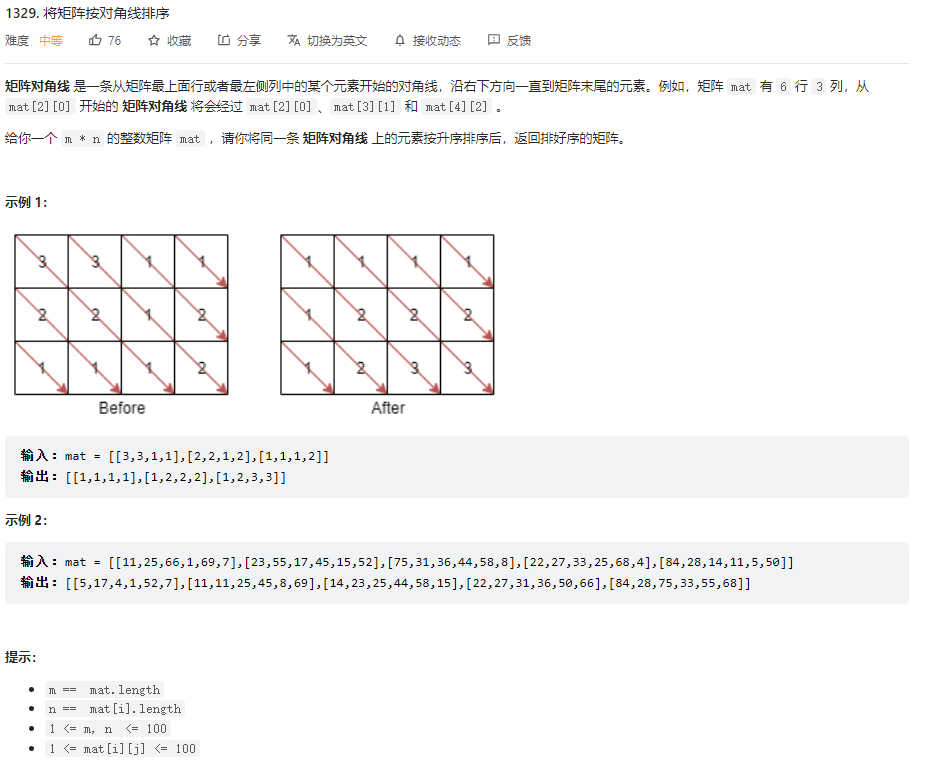 1329. 将矩阵按对角线排序
难度 中等 76 收藏 分享 切换为英文 接收动态 反馈
矩阵对角线 是一条从矩阵最上面行或者最左侧列中的某个元素开始的对角线，沿右下方向一直到矩阵末尾的元素。例如，矩阵 mat 有 6 行 3 列，从
mat[2][0] 开始的 矩阵对角线 将会经过 mat[2][0]、mat[3][1] 和 mat[4][2] 。
给你一个 m * n 的整数矩阵 mat ，请你将同一条 矩阵对角线 上的元素按升序排序后，返回排好序的矩阵。
示例 1：
3 3 1 1
2 2 1 2
1 1 1 2
Before
1 1 1 1
1 2 2 2
1 2 3 3
After
输入：mat = [[3,3,1,1],[2,2,1,2],[1,1,1,2]]
输出：[[1,1,1,1],[1,2,2,2],[1,2,3,3]]
示例 2：
输入：mat = [[11,25,66,1,69,7],[23,55,17,45,15,52],[75,31,36,44,58,8],[22,27,33,25,68,4],[84,28,14,11,5,50]]
输出：[[5,17,4,1,52,7],[11,11,25,45,8,69],[14,23,25,44,58,15],[22,27,31,36,50,66],[84,28,75,33,55,68]]
提示：
m == mat.length
n == mat[i].length
1 <= m, n <= 100
1 <= mat[i][j] <= 100